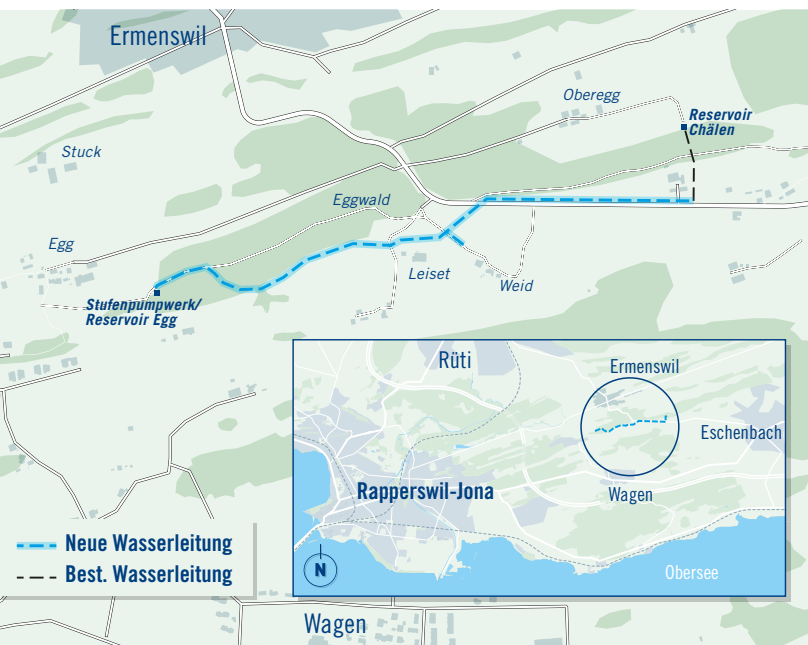 Ermenswil
Oberegg
Reservoir
Chälen
Stuck
Eggwald
Egg
Leiset
Weid
Stufenpumpwerk/
Reservoir Egg
Rüti
Ermenswil
Eschenbach
Rapperswil-Jona
Wagen
Neue Wasserleitung
Best. Wasserleitung
N
Obersee
Wagen